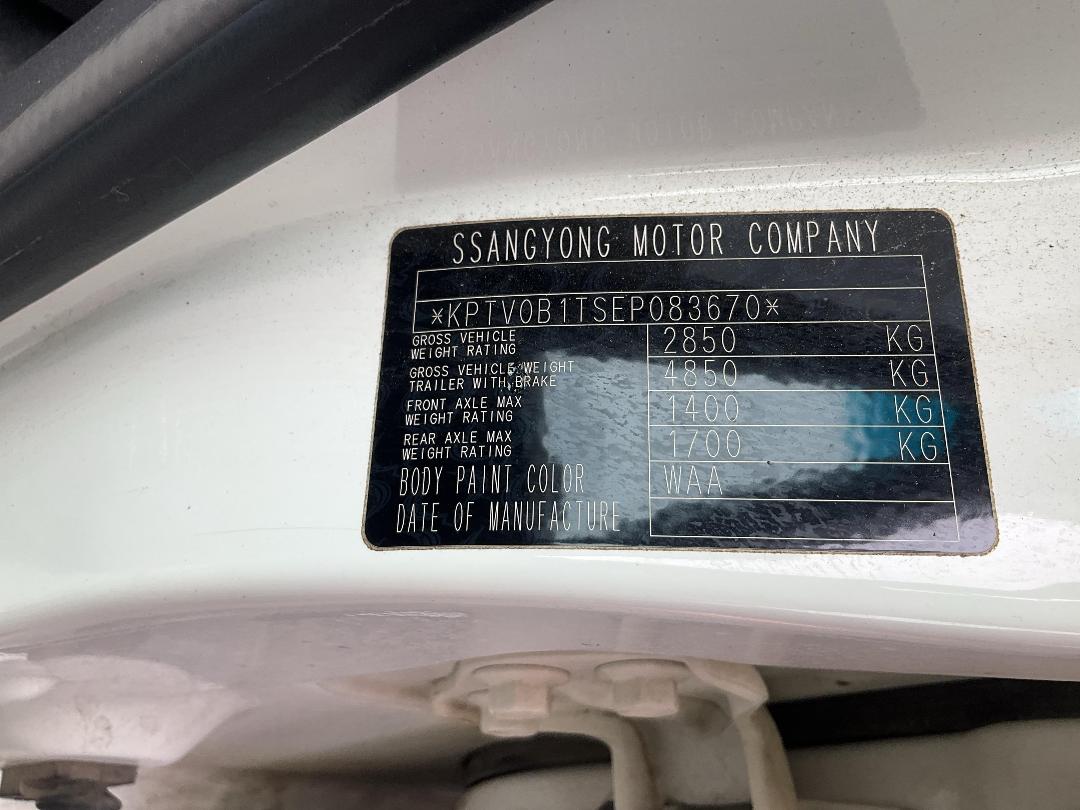 SSANGYONG MOTOR COMPANY
*KPTV0B1TSEP083670*
GROSS VEHICLE
WEIGHT RATING
2850 KG
GROSS VEHICLE WEIGHT
TRAILER WITH BRAKE
4850 KG
FRONT AXLE MAX
WEIGHT RATING
1400 KG
REAR AXLE MAX
WEIGHT RATING
1700 KG
BODY PAINT COLOR WAA
DATE OF MANUFACTURE